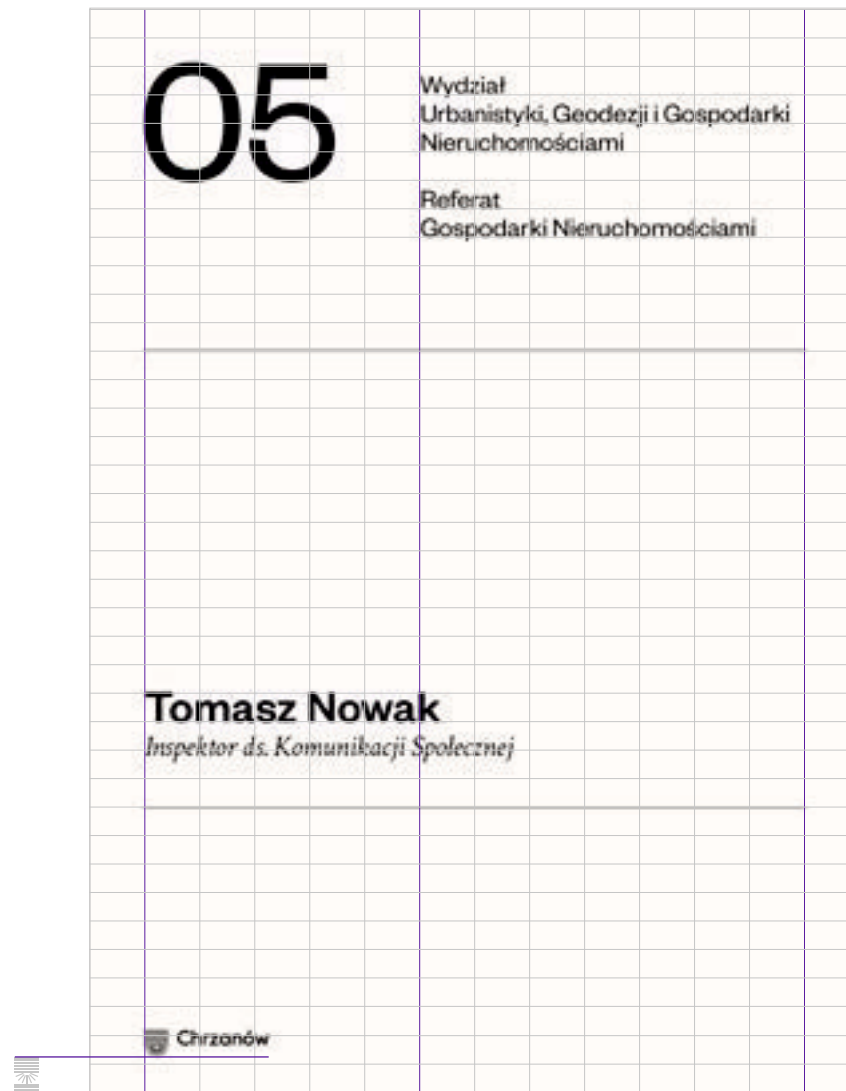 05
Wydział
Urbanistyki, Geodezji i Gospodarki
Nieruchomościami
Referat
Gospodarki Nieruchomościami
Tomasz Nowak
Inspektor ds. Komunikacji Społecznej
Chrzanów